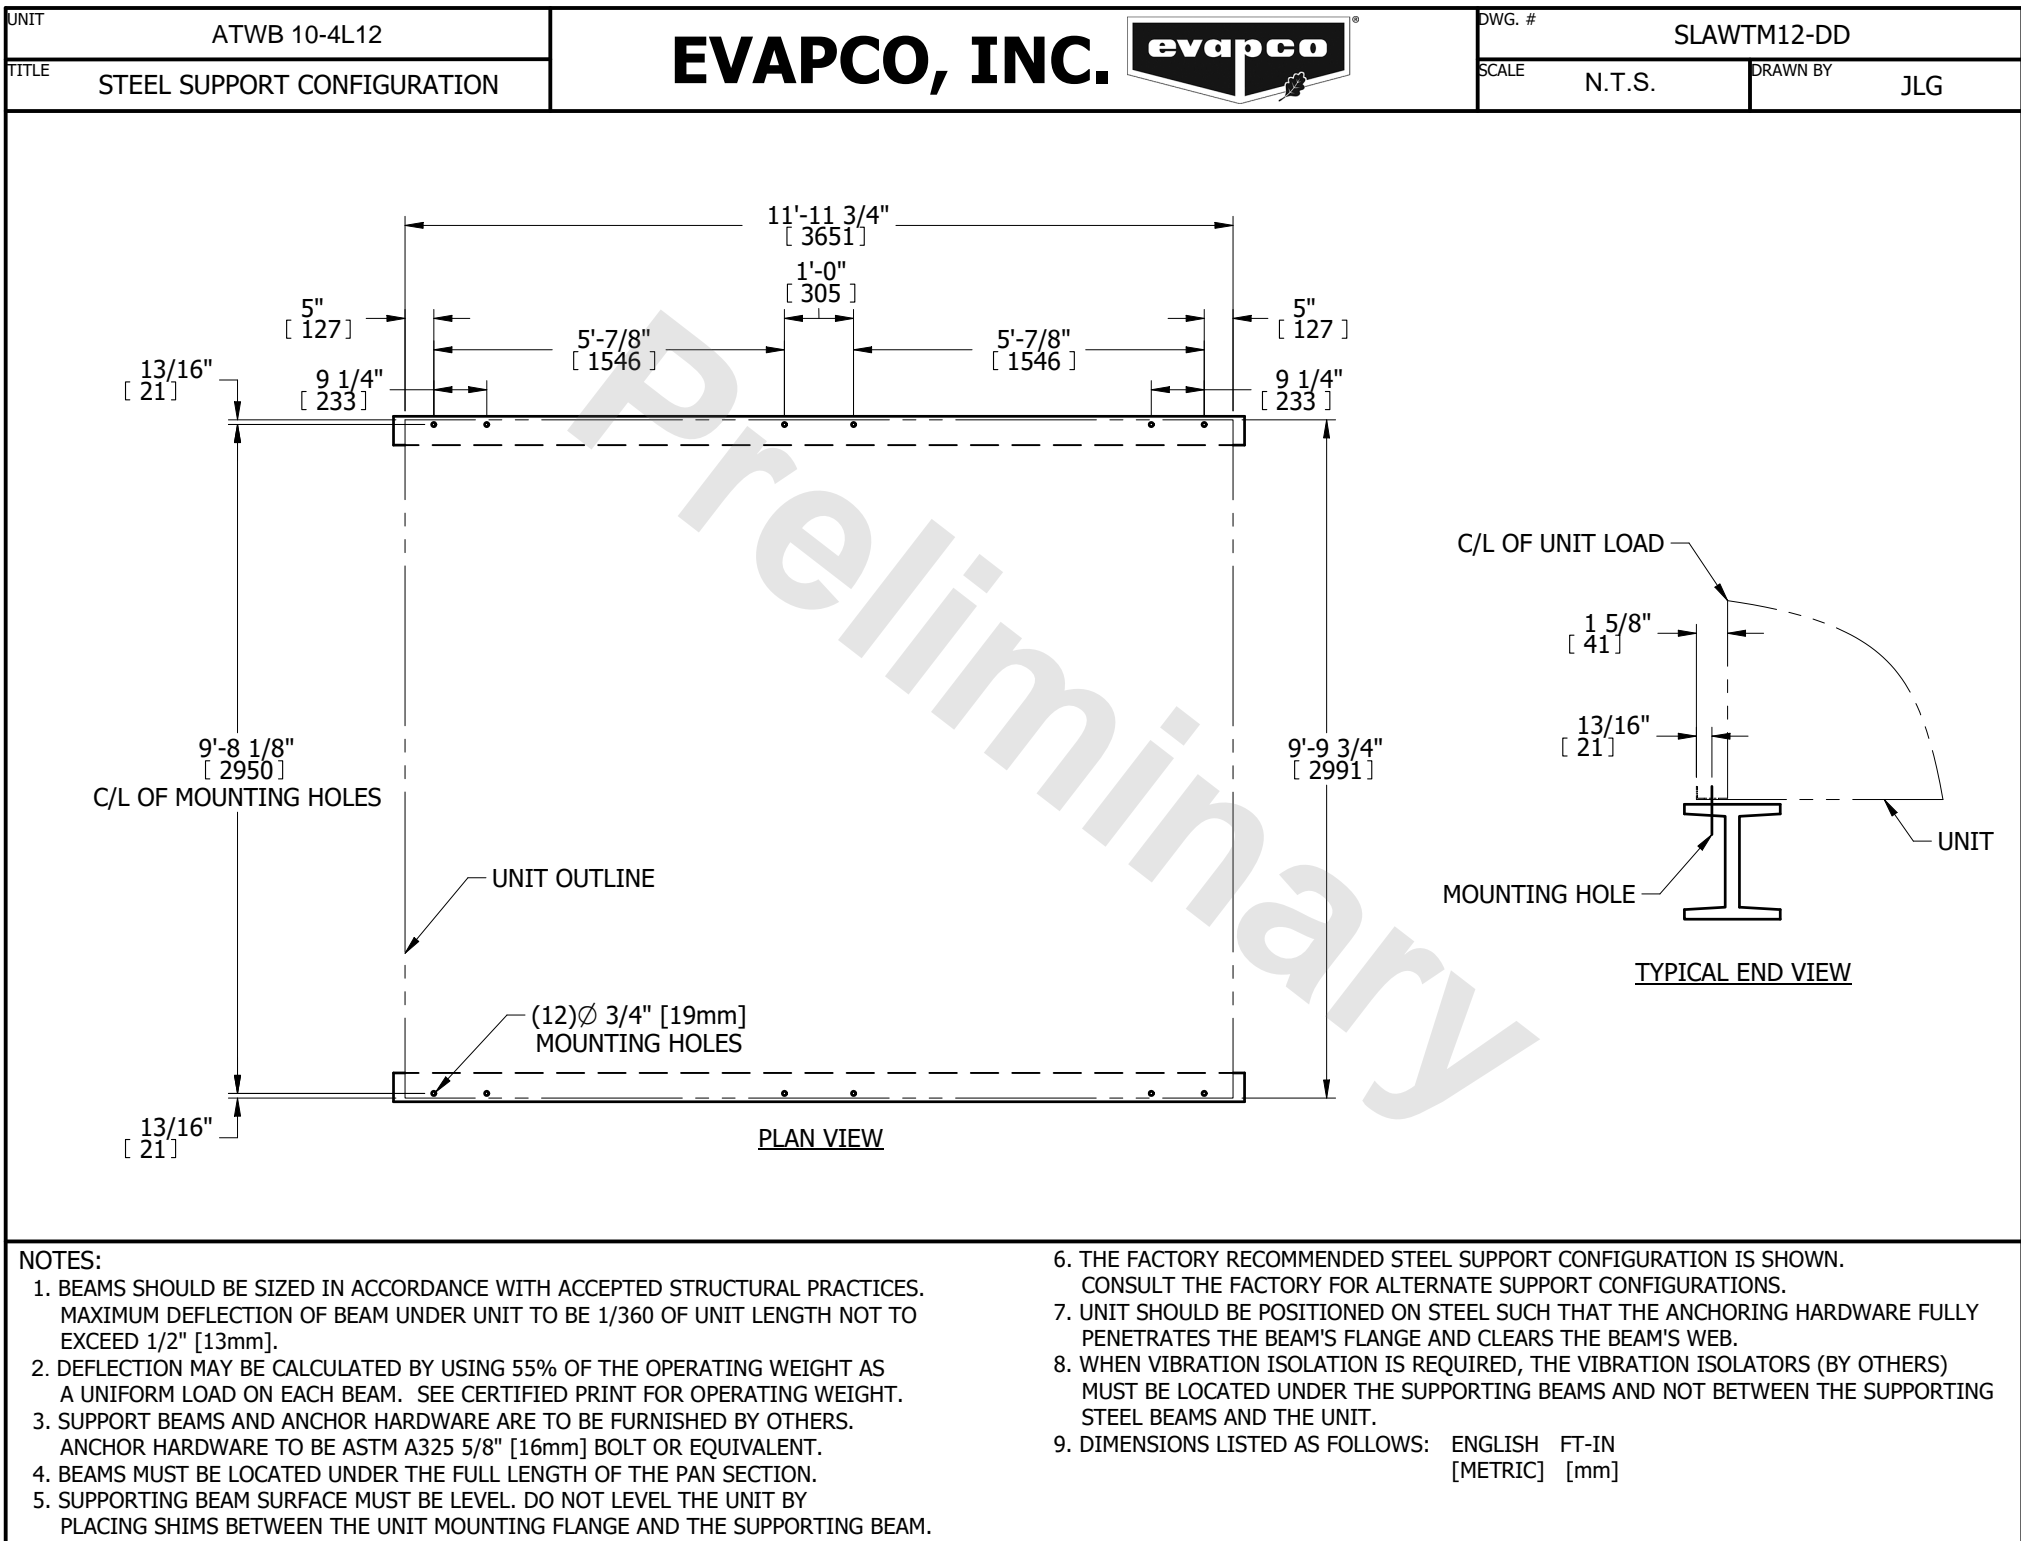 UNIT
ATWB 10-4L12
TITLE
STEEL SUPPORT CONFIGURATION
EVAPCO, INC.
evapco
®
DWG. #
SLAWTM12-DD
SCALE
N.T.S.
DRAWN BY
JLG
11'-11 3/4"
[ 3651 ]
1'-0"
[ 305 ]
5"
[ 127 ]
5"
[ 127 ]
5'-7/8"
[ 1546 ]
5'-7/8"
[ 1546 ]
13/16"
[ 21 ]
9 1/4"
[ 233 ]
9 1/4"
[ 233 ]
Preliminary
C/L OF UNIT LOAD
1 5/8"
[ 41 ]
13/16"
[ 21 ]
9'-8 1/8"
[ 2950 ]
C/L OF MOUNTING HOLES
9'-9 3/4"
[ 2991 ]
UNIT
MOUNTING HOLE
UNIT OUTLINE
TYPICAL END VIEW
(12)∅ 3/4" [19mm]
MOUNTING HOLES
13/16"
[ 21 ]
PLAN VIEW
NOTES:
1. BEAMS SHOULD BE SIZED IN ACCORDANCE WITH ACCEPTED STRUCTURAL PRACTICES.
MAXIMUM DEFLECTION OF BEAM UNDER UNIT TO BE 1/360 OF UNIT LENGTH NOT TO
EXCEED 1/2" [13mm].
2. DEFLECTION MAY BE CALCULATED BY USING 55% OF THE OPERATING WEIGHT AS
A UNIFORM LOAD ON EACH BEAM. SEE CERTIFIED PRINT FOR OPERATING WEIGHT.
3. SUPPORT BEAMS AND ANCHOR HARDWARE ARE TO BE FURNISHED BY OTHERS.
ANCHOR HARDWARE TO BE ASTM A325 5/8" [16mm] BOLT OR EQUIVALENT.
4. BEAMS MUST BE LOCATED UNDER THE FULL LENGTH OF THE PAN SECTION.
5. SUPPORTING BEAM SURFACE MUST BE LEVEL. DO NOT LEVEL THE UNIT BY
PLACING SHIMS BETWEEN THE UNIT MOUNTING FLANGE AND THE SUPPORTING BEAM.
6. THE FACTORY RECOMMENDED STEEL SUPPORT CONFIGURATION IS SHOWN.
CONSULT THE FACTORY FOR ALTERNATE SUPPORT CONFIGURATIONS.
7. UNIT SHOULD BE POSITIONED ON STEEL SUCH THAT THE ANCHORING HARDWARE FULLY
PENETRATES THE BEAM'S FLANGE AND CLEARS THE BEAM'S WEB.
8. WHEN VIBRATION ISOLATION IS REQUIRED, THE VIBRATION ISOLATORS (BY OTHERS)
MUST BE LOCATED UNDER THE SUPPORTING BEAMS AND NOT BETWEEN THE SUPPORTING
STEEL BEAMS AND THE UNIT.
9. DIMENSIONS LISTED AS FOLLOWS: ENGLISH FT-IN
[METRIC] [mm]